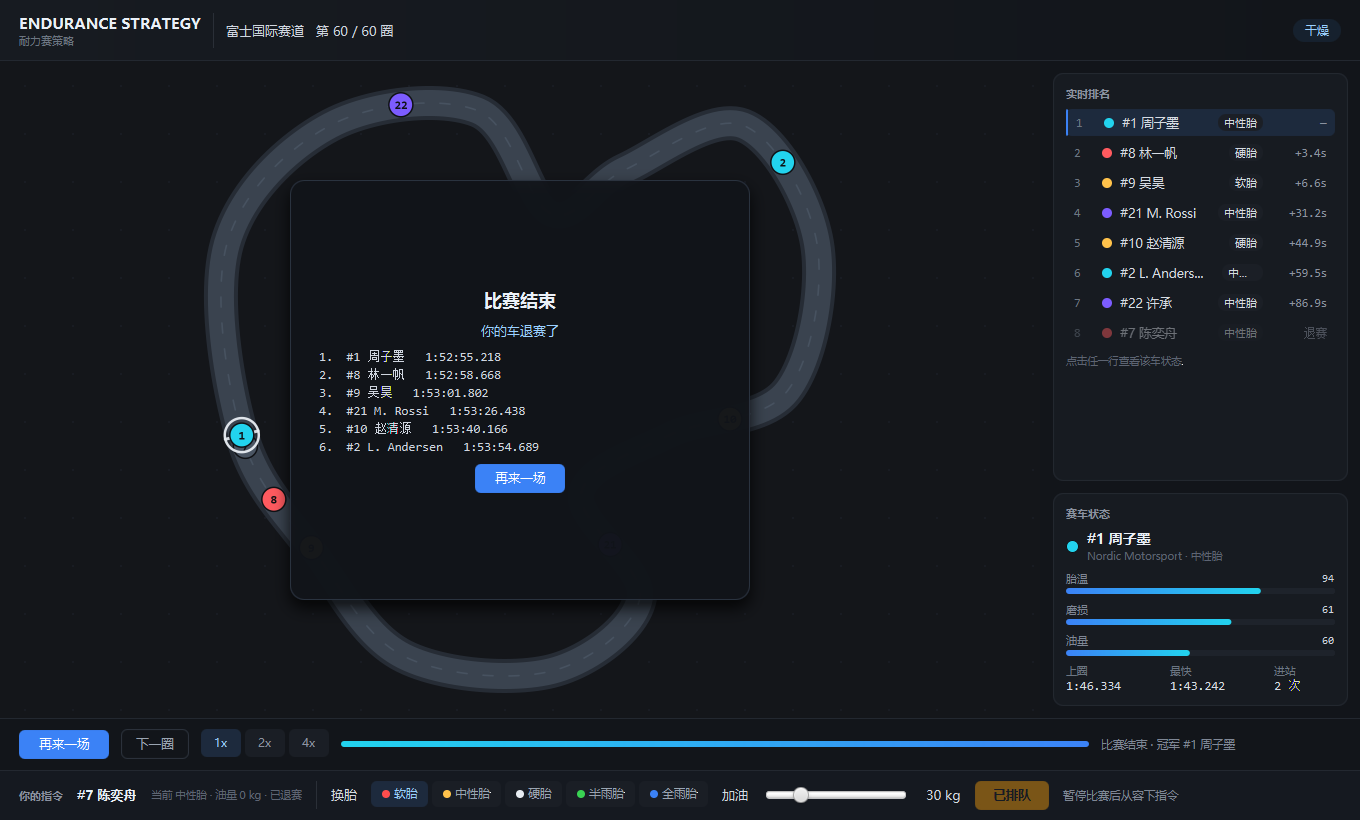 ENDURANCE STRATEGY
耐力赛策略
富士国际赛道 第 60 / 60 圈
干燥
22
2
1
8
比赛结束
你的车退赛了
1. #1 周子墨 1:52:55.218
2. #8 林一帆 1:52:58.668
3. #9 吴昊 1:53:01.802
4. #21 M. Rossi 1:53:26.438
5. #10 赵清源 1:53:40.166
6. #2 L. Andersen 1:53:54.689
再来一场
实时排名
1 #1 周子墨 中性胎 —
2 #8 林一帆 硬胎 +3.4s
3 #9 吴昊 软胎 +6.6s
4 #21 M. Rossi 中性胎 +31.2s
5 #10 赵清源 硬胎 +44.9s
6 #2 L. Anders... 中... +59.5s
7 #22 许承 中性胎 +86.9s
8 #7 陈奕舟 中性胎 退赛
点击任一行查看该车状态.
赛车状态
#1 周子墨
Nordic Motorsport · 中性胎
胎温 94
磨损 61
油量 60
上圈 最快 进站
1:46.334 1:43.242 2 次
再来一场 下一圈 1x 2x 4x 比赛结束 · 冠军 #1 周子墨
你的指令 #7 陈奕舟 当前 中性胎 · 油量 0 kg · 已退赛 换胎 软胎 中性胎 硬胎 半雨胎 全雨胎 加油 30 kg 已排队 暂停比赛后从容下指令